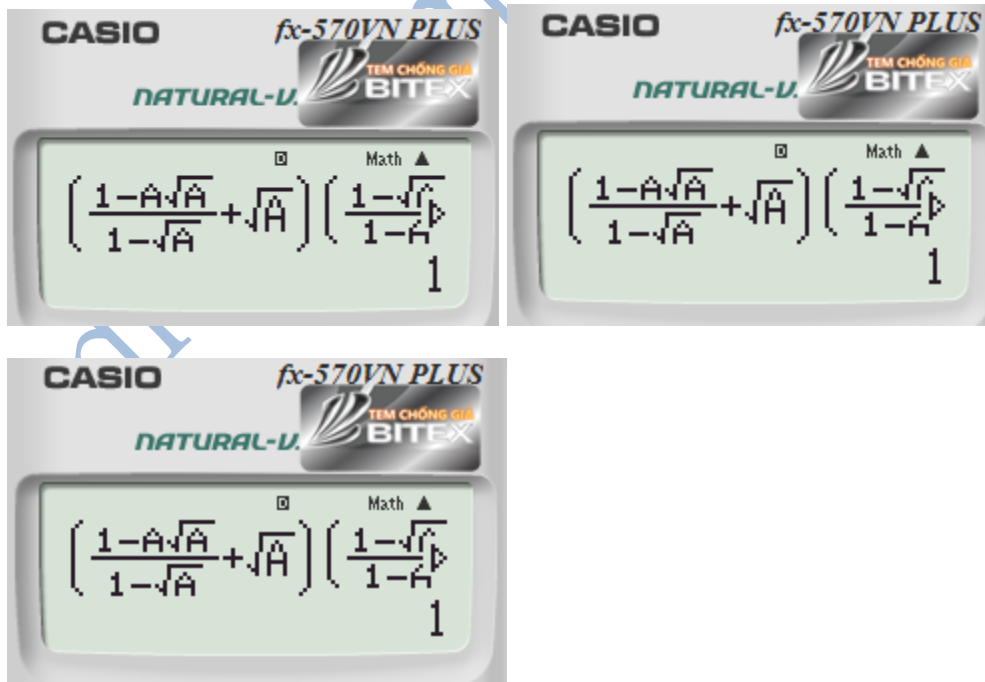 CASIO fx-570VN PLUS
TEM CHỐNG GIẢ
BITEX
NATURAL-V.
D Math ▲
(1-A√A / 1-√A + √A)(1-√ / 1-A
1
CASIO fx-570VN PLUS
TEM CHỐNG GIẢ
BITEX
NATURAL-V.
D Math ▲
(1-A√A / 1-√A + √A)(1-√ / 1-A
1
CASIO fx-570VN PLUS
TEM CHỐNG GIẢ
BITEX
NATURAL-V.
D Math ▲
(1-A√A / 1-√A + √A)(1-√ / 1-A
1